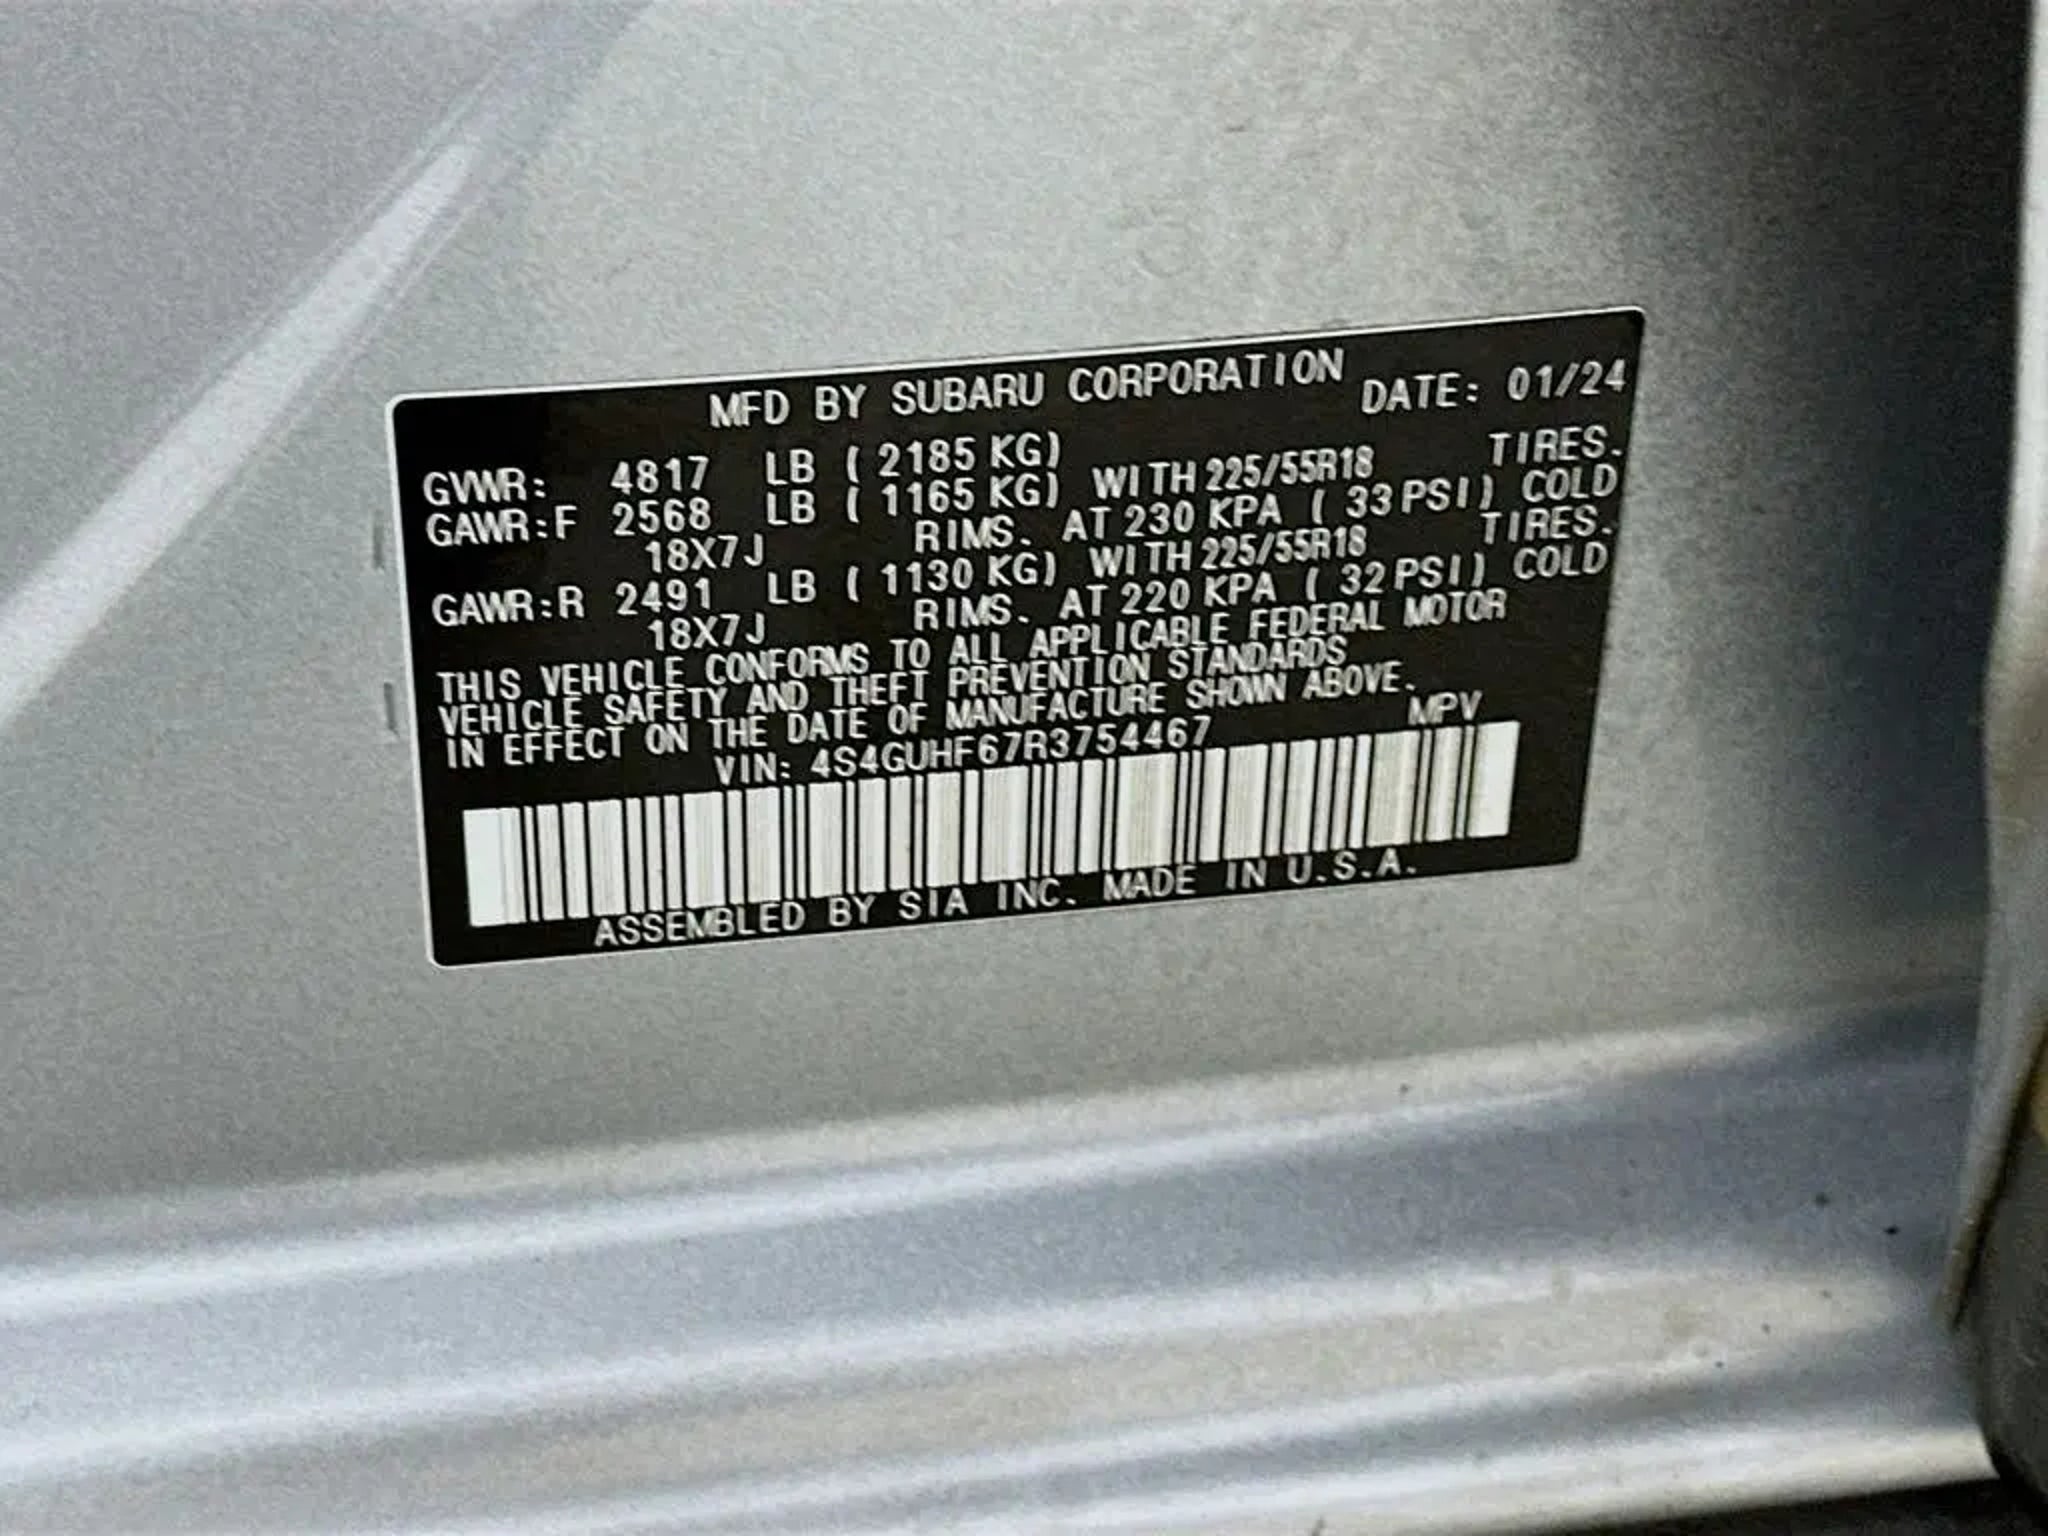 MFD BY SUBARU CORPORATION DATE: 01/24
GVWR: 4817 LB ( 2185 KG)
GAWR:F 2568 LB ( 1165 KG) WITH 225/55R18 TIRES.
18X7J RIMS. AT 230 KPA ( 33 PSI) COLD
GAWR:R 2491 LB ( 1130 KG) WITH 225/55R18 TIRES.
18X7J RIMS. AT 220 KPA ( 32 PSI) COLD
THIS VEHICLE CONFORMS TO ALL APPLICABLE FEDERAL MOTOR
VEHICLE SAFETY AND THEFT PREVENTION STANDARDS
IN EFFECT ON THE DATE OF MANUFACTURE SHOWN ABOVE.
VIN: 4S4GUHF67R3754467 MPV
ASSEMBLED BY SIA INC. MADE IN U.S.A.